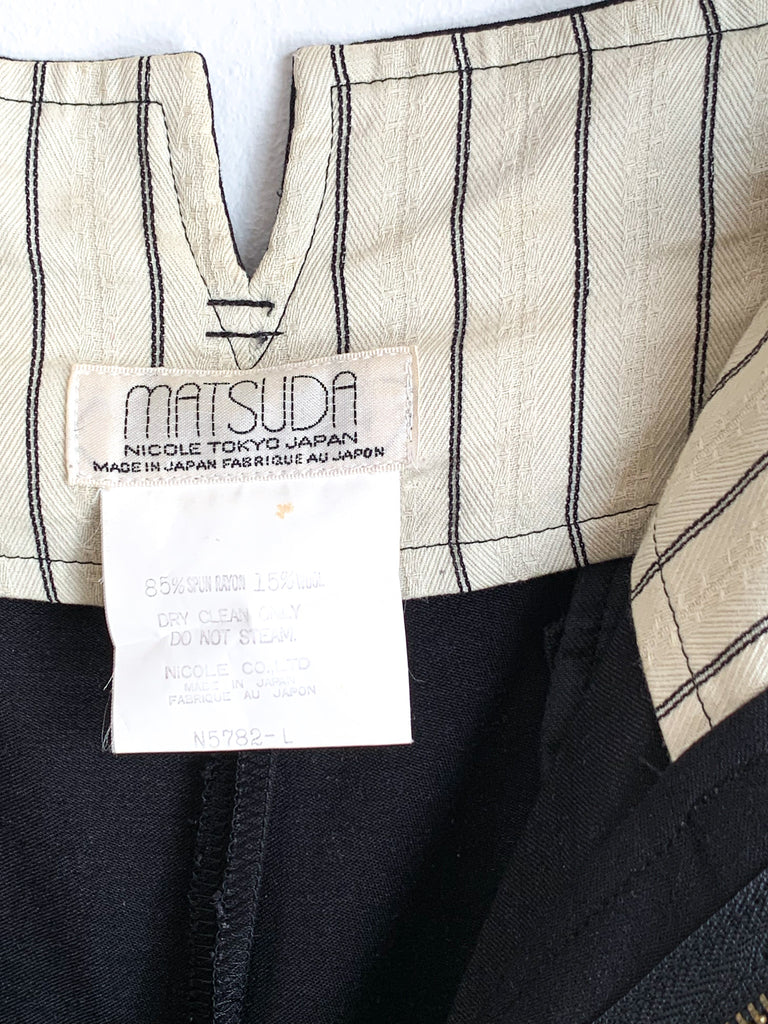 MATSUDA
NICOLE TOKYO JAPAN
MADE IN JAPAN FABRIQUE AU JAPON
85% SPUN RAYON 15% WOOL
DRY CLEAN ONLY
DO NOT STEAM.
NICOLE CO.,LTD
MADE IN JAPAN
FABRIQUE AU JAPON
N5782-L